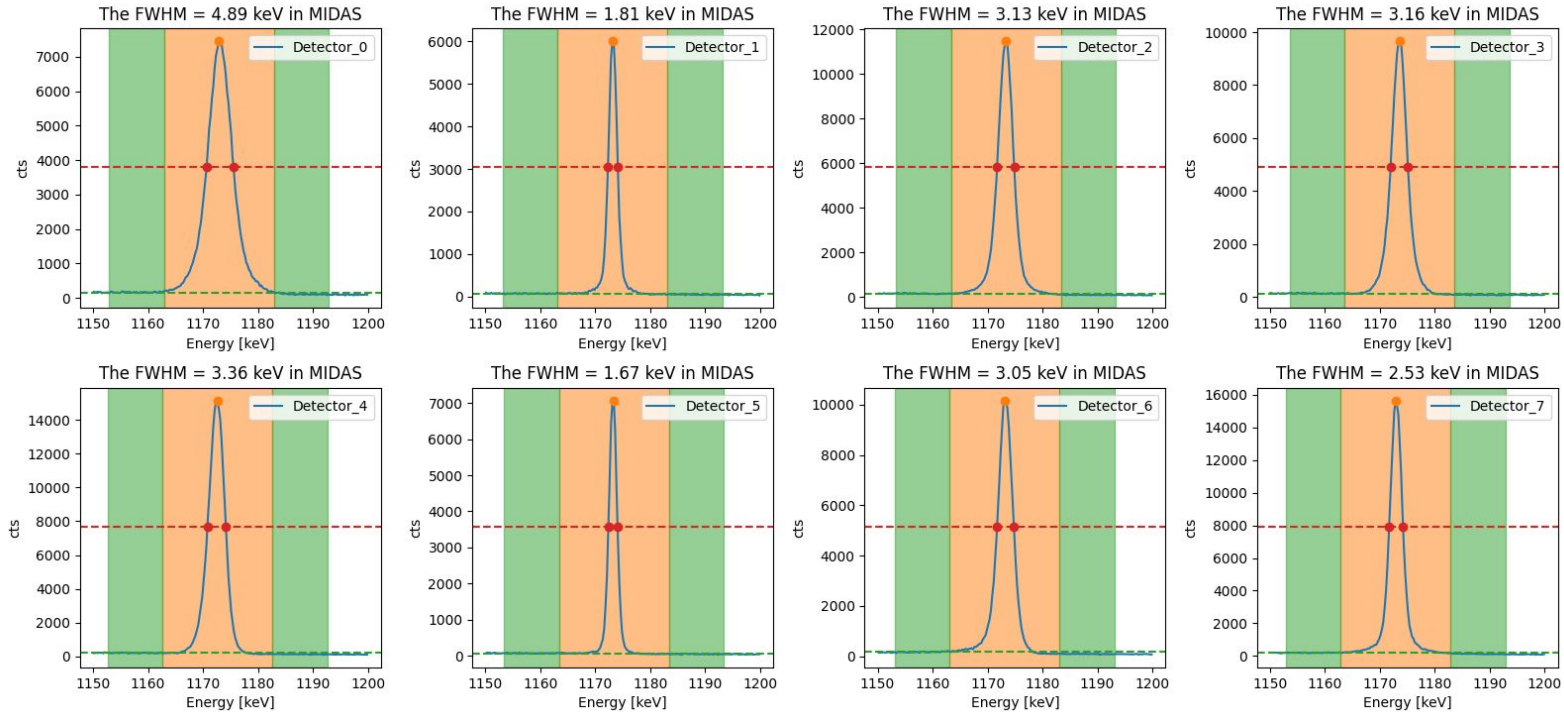 The FWHM = 4.89 keV in MIDAS
Detector_0
7000
6000
5000
4000
3000
2000
1000
0
cts
1150 1160 1170 1180 1190 1200
Energy [keV]
The FWHM = 1.81 keV in MIDAS
Detector_1
6000
5000
4000
3000
2000
1000
0
cts
1150 1160 1170 1180 1190 1200
Energy [keV]
The FWHM = 3.13 keV in MIDAS
Detector_2
12000
10000
8000
6000
4000
2000
0
cts
1150 1160 1170 1180 1190 1200
Energy [keV]
The FWHM = 3.16 keV in MIDAS
Detector_3
10000
8000
6000
4000
2000
0
cts
1150 1160 1170 1180 1190 1200
Energy [keV]
The FWHM = 3.36 keV in MIDAS
Detector_4
14000
12000
10000
8000
6000
4000
2000
0
cts
1150 1160 1170 1180 1190 1200
Energy [keV]
The FWHM = 1.67 keV in MIDAS
Detector_5
7000
6000
5000
4000
3000
2000
1000
0
cts
1150 1160 1170 1180 1190 1200
Energy [keV]
The FWHM = 3.05 keV in MIDAS
Detector_6
10000
8000
6000
4000
2000
0
cts
1150 1160 1170 1180 1190 1200
Energy [keV]
The FWHM = 2.53 keV in MIDAS
Detector_7
16000
14000
12000
10000
8000
6000
4000
2000
0
cts
1150 1160 1170 1180 1190 1200
Energy [keV]